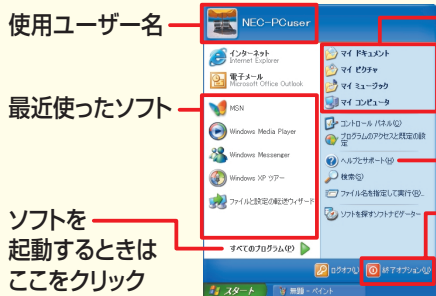 使用ユーザー名
最近使ったソフト
ソフトを
起動するときは
ここをクリック
NEC-PCuser
インターネット
Internet Explorer
電子メール
Microsoft Office Outlook
MSN
Windows Media Player
Windows Messenger
Windows XP ツアー
ファイルと設定の転送ウィザード
すべてのプログラム(P)
マイ ドキュメント
マイ ピクチャ
マイ ミュージック
マイ コンピュータ
コントロール パネル(C)
プログラムのアクセスと既定の設
定
ヘルプとサポート(H)
検索(S)
ファイル名を指定して実行(R)...
ソフトを探すソフトナビゲーター
ログオフ(L)
終了オプション(U)
スタート
無題 - ペイント